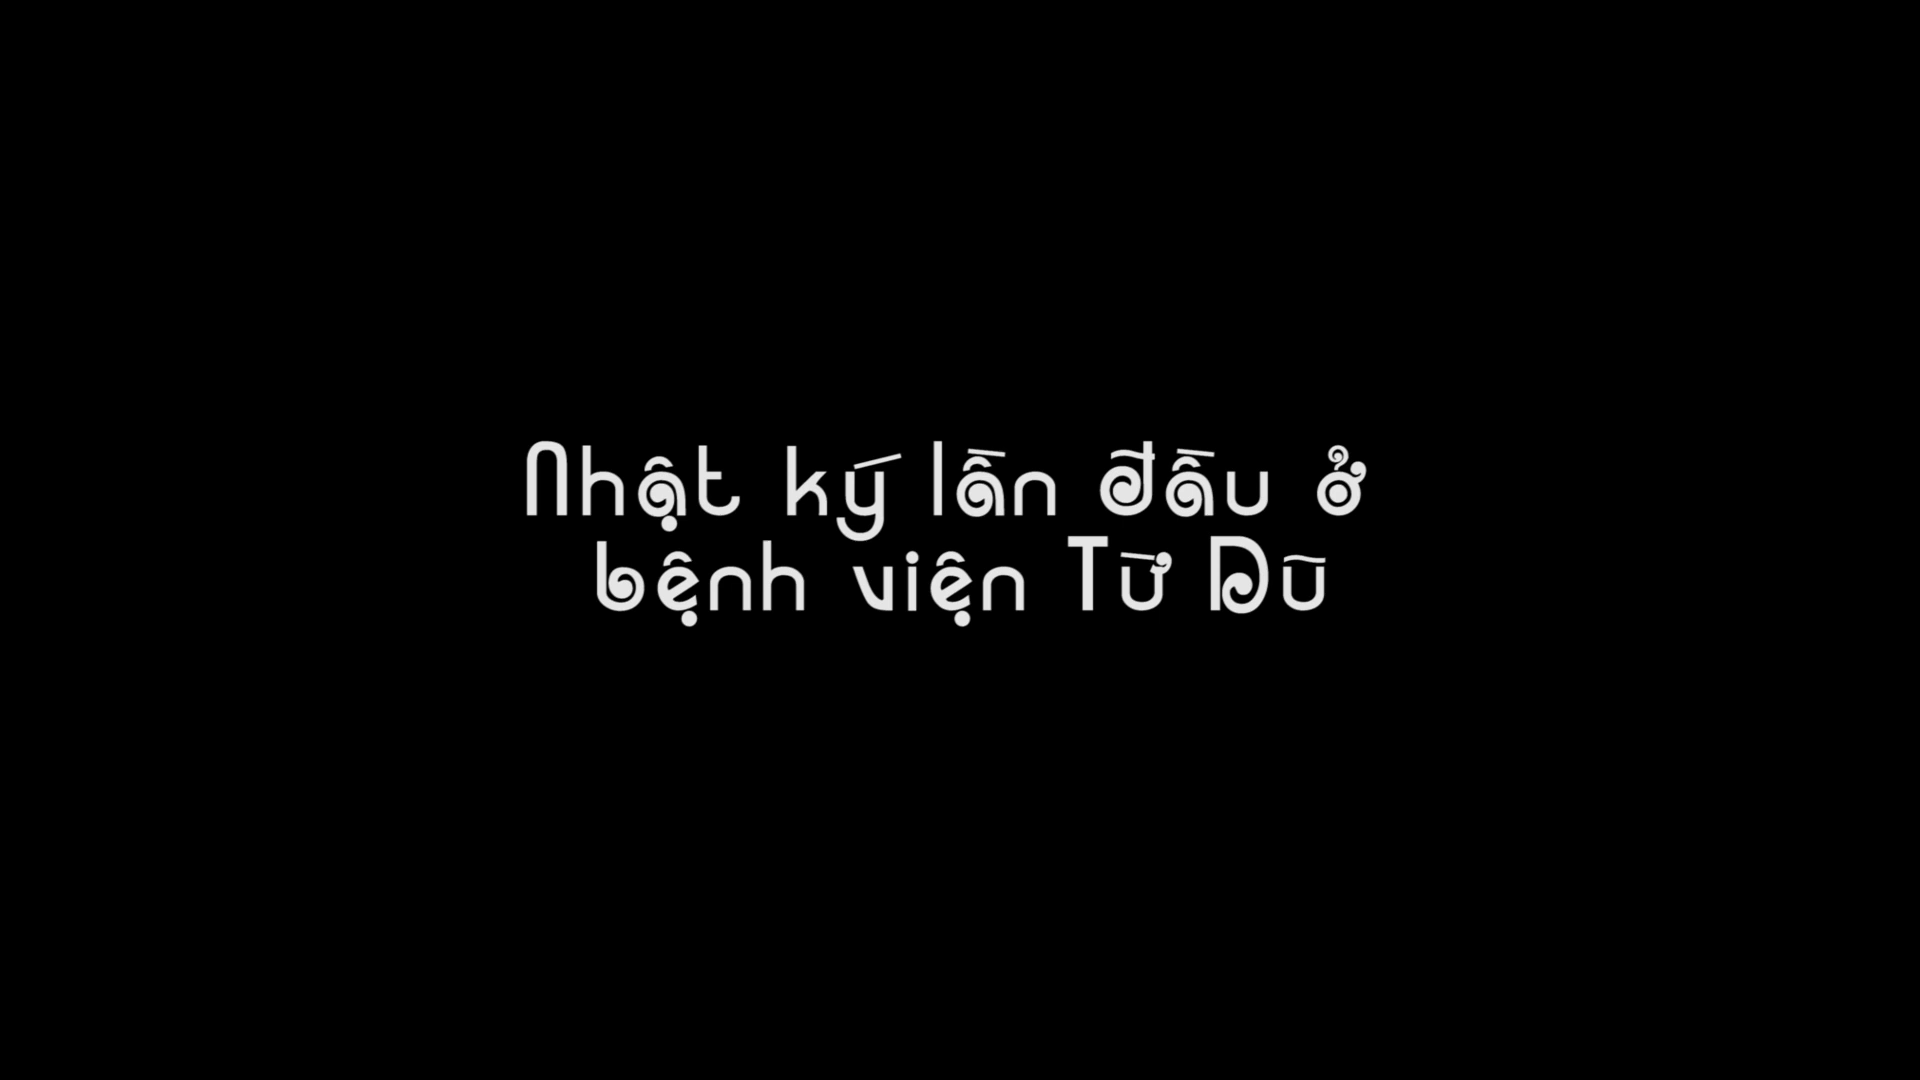 Nhật ký lần đầu ở
bệnh viện Từ Dũ